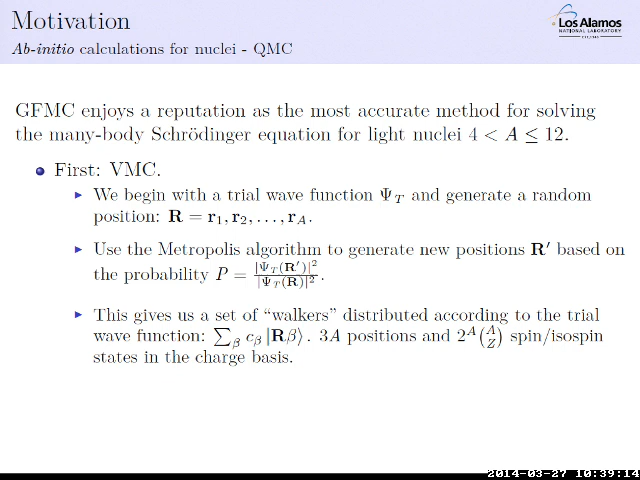 Motivation
Ab-initio calculations for nuclei - QMC
Los Alamos
NATIONAL LABORATORY
GFMC enjoys a reputation as the most accurate method for solving
the many-body Schrödinger equation for light nuclei 4 < A ≤ 12.
First: VMC.
We begin with a trial wave function Ψ_T and generate a random
position: R = r₁, r₂, . . . , r_A.
Use the Metropolis algorithm to generate new positions R′ based on
the probability P = |Ψ_T(R′)|² / |Ψ_T(R)|².
This gives us a set of “walkers” distributed according to the trial
wave function: ∑_β c_β |Rβ⟩. 3A positions and 2^A (A Z) spin/isospin
states in the charge basis.
2014-03-27 10:39:14